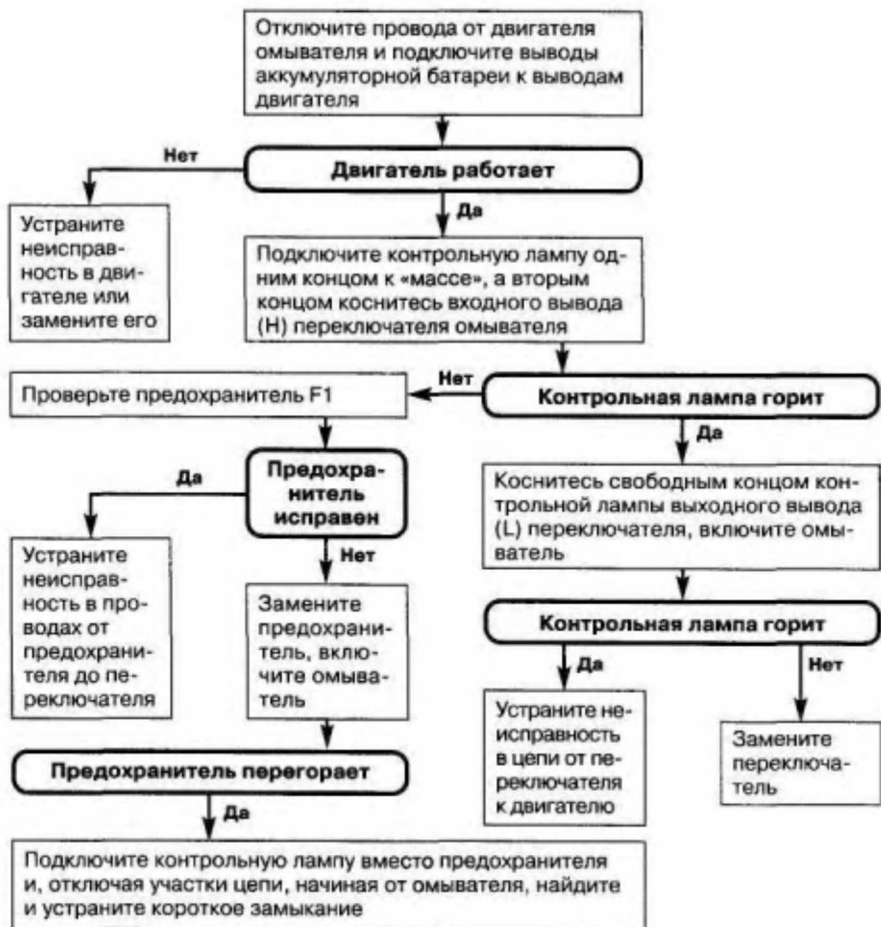 Отключите провода от двигателя
омывателя и подключите выводы
аккумуляторной батареи к выводам
двигателя
Нет
Двигатель работает
Да
Устраните
неисправ-
ность в дви-
гателе или
замените его
Подключите контрольную лампу од-
ним концом к «массе», а вторым
концом коснитесь входного вывода
(Н) переключателя омывателя
Проверьте предохранитель F1
Нет
Контрольная лампа горит
Да
Да
Предохра-
нитель
исправен
Нет
Коснитесь свободным концом кон-
трольной лампы выходного вывода
(L) переключателя, включите омы-
ватель
Устраните
неисправ-
ность в про-
водах от
предохрани-
теля до пе-
реключателя
Замените
предохрани-
тель, вклю-
чите омыва-
тель
Контрольная лампа горит
Да
Нет
Устраните не-
исправность
в цепи от пе-
реключателя
к двигателю
Замените
переключа-
тель
Предохранитель перегорает
Да
Подключите контрольную лампу вместо предохранителя
и, отключая участки цепи, начиная от омывателя, найдите
и устраните короткое замыкание